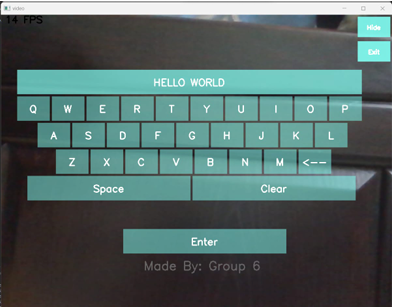 video
14 FPS
Hide
Exit
HELLO WORLD
Q W E R T Y U I O P
A S D F G H J K L
Z X C V B N M <--
Space Clear
Enter
Made By: Group 6